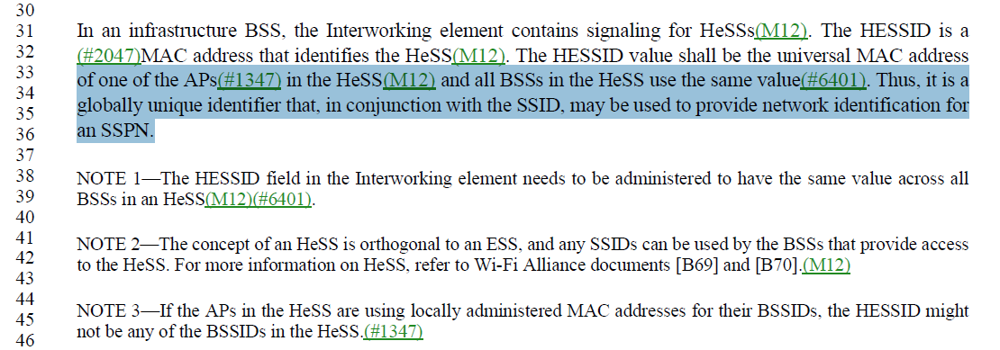 30
31 In an infrastructure BSS, the Interworking element contains signaling for HeSSs(M12). The HESSID is a
32 (#2047)MAC address that identifies the HeSS(M12). The HESSID value shall be the universal MAC address
33 of one of the APs(#1347) in the HeSS(M12) and all BSSs in the HeSS use the same value(#6401). Thus, it is a
34 globally unique identifier that, in conjunction with the SSID, may be used to provide network identification for
35
36 an SSPN.
37
38 NOTE 1—The HESSID field in the Interworking element needs to be administered to have the same value across all
39 BSSs in an HeSS(M12)(#6401).
40
41 NOTE 2—The concept of an HeSS is orthogonal to an ESS, and any SSIDs can be used by the BSSs that provide access
42 to the HeSS. For more information on HeSS, refer to Wi-Fi Alliance documents [B69] and [B70].(M12)
43
44
45 NOTE 3—If the APs in the HeSS are using locally administered MAC addresses for their BSSIDs, the HESSID might
46 not be any of the BSSIDs in the HeSS.(#1347)